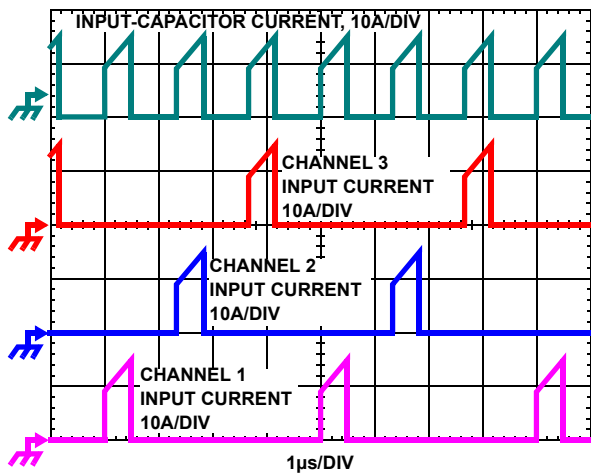 INPUT-CAPACITOR CURRENT, 10A/DIV
CHANNEL 3
INPUT CURRENT
10A/DIV
CHANNEL 2
INPUT CURRENT
10A/DIV
CHANNEL 1
INPUT CURRENT
10A/DIV
1µs/DIV